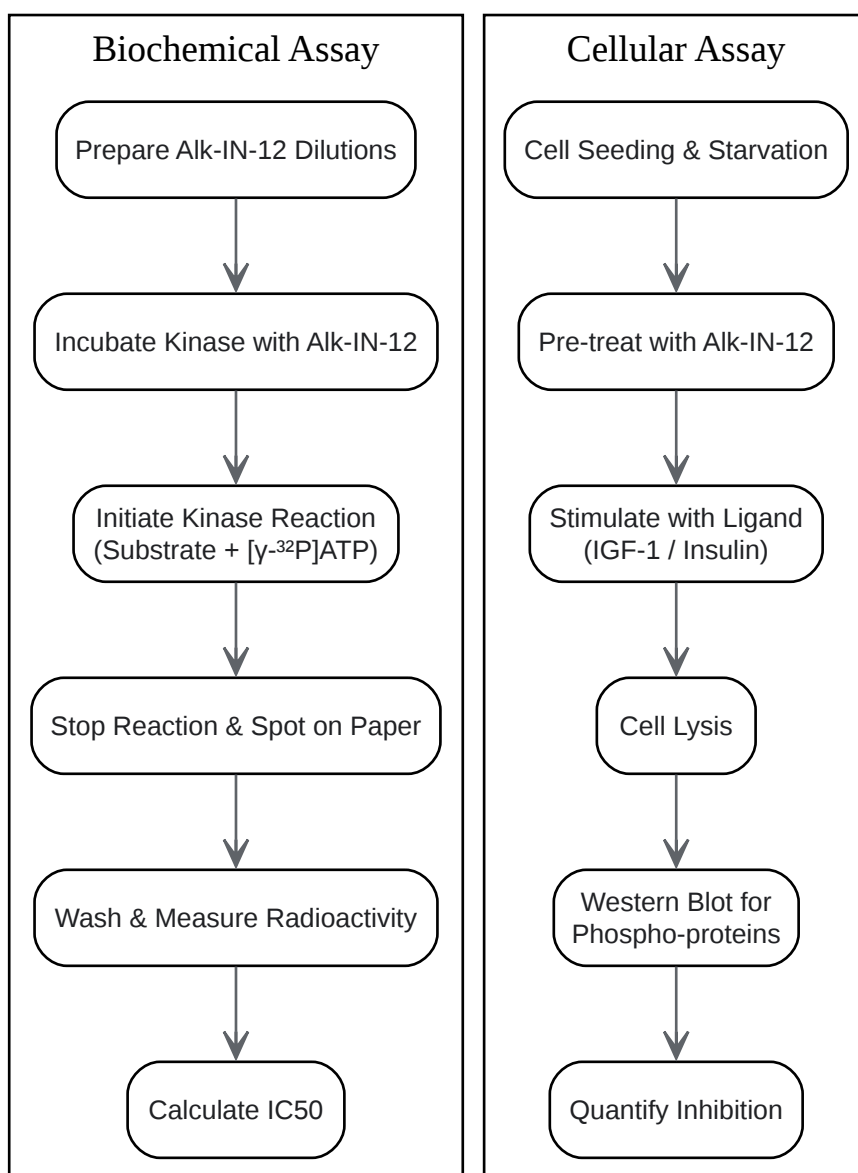 Biochemical Assay
Prepare Alk-IN-12 Dilutions
Incubate Kinase with Alk-IN-12
Initiate Kinase Reaction
(Substrate + [γ-³²P]ATP)
Stop Reaction & Spot on Paper
Wash & Measure Radioactivity
Calculate IC50
Cellular Assay
Cell Seeding & Starvation
Pre-treat with Alk-IN-12
Stimulate with Ligand
(IGF-1 / Insulin)
Cell Lysis
Western Blot for
Phospho-proteins
Quantify Inhibition